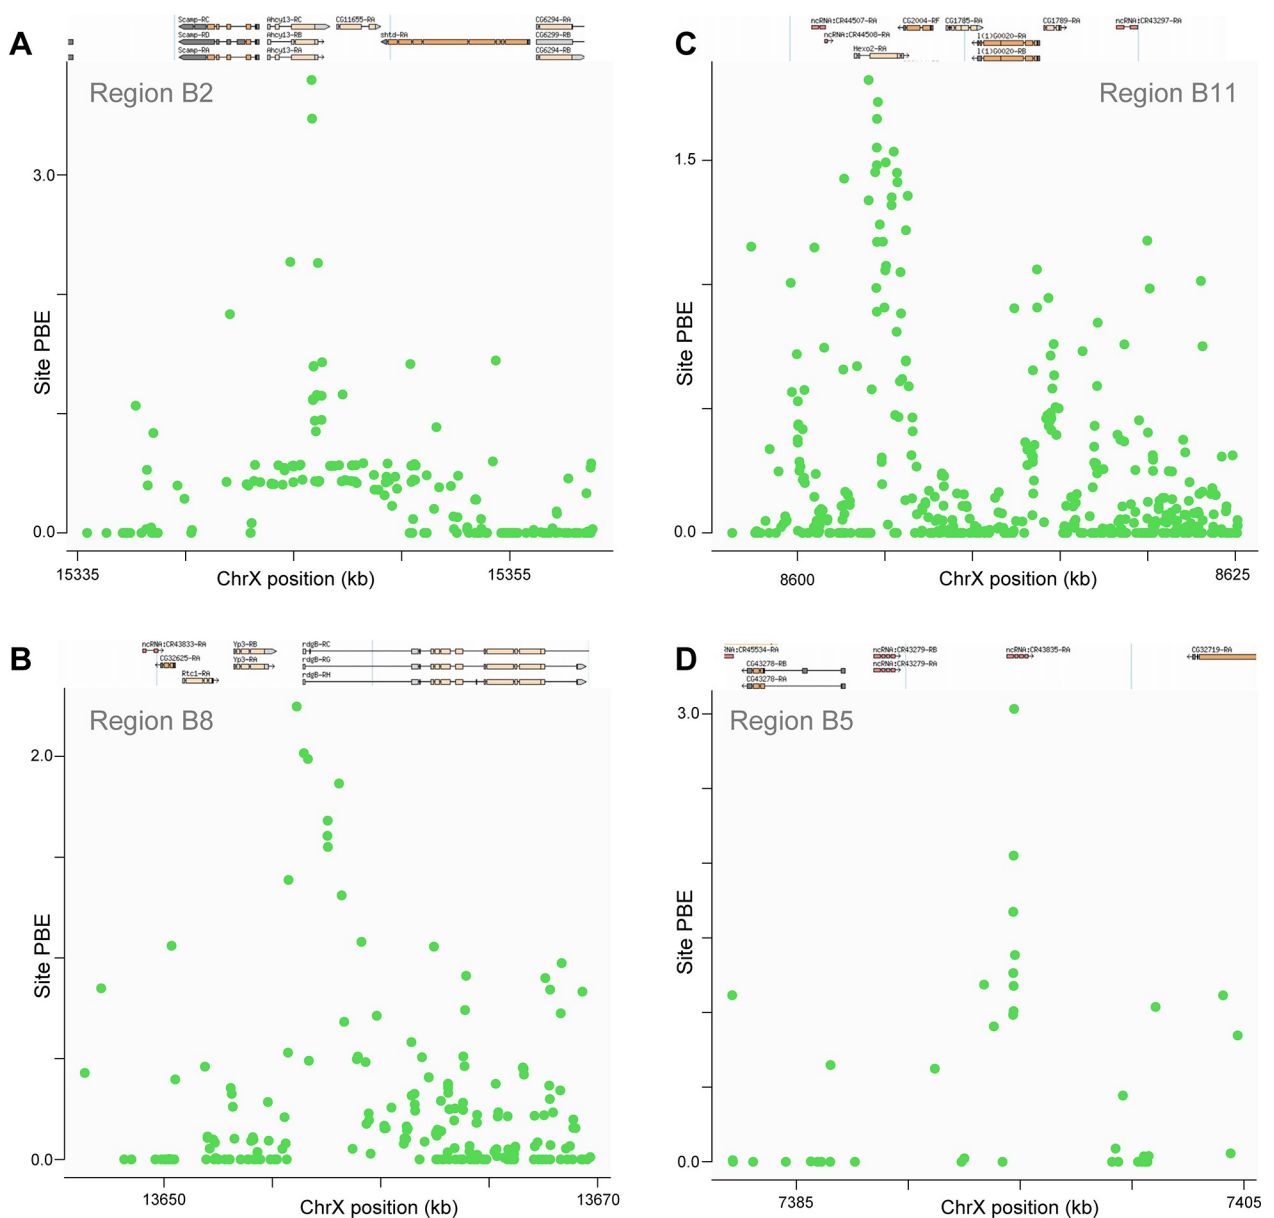 A
Scamp-RC
Ahcy13-RC
CG11655-RA
CG6294-RA
Scamp-RD
Ahcy13-RB
shtd-RA
CG6299-RB
Scamp-RA
Ahcy13-RA
CG6294-RB
Region B2
3.0
0.0
Site PBE
15335
ChrX position (kb)
15355
C
ncRNA:CR44507-RA
CG2004-RF
CG1785-RA
CG1789-RA
ncRNA:CR43297-RA
ncRNA:CR44508-RA
l(1)G0020-RA
Hexo2-RA
l(1)G0020-RB
Region B11
1.5
0.0
Site PBE
8600
ChrX position (kb)
8625
B
ncRNA:CR43833-RA
Yp3-RB
rdgB-RC
CG32625-RA
Yp3-RA
rdgB-RG
Rtc1-RA
rdgB-RH
Region B8
2.0
0.0
Site PBE
13650
ChrX position (kb)
13670
D
RNA:CR45534-RA
CG43278-RB
ncRNA:CR43279-RB
ncRNA:CR43835-RA
CG32719-RA
ncRNA:CR43279-RA
CG43278-RA
Region B5
3.0
0.0
Site PBE
7385
ChrX position (kb)
7405